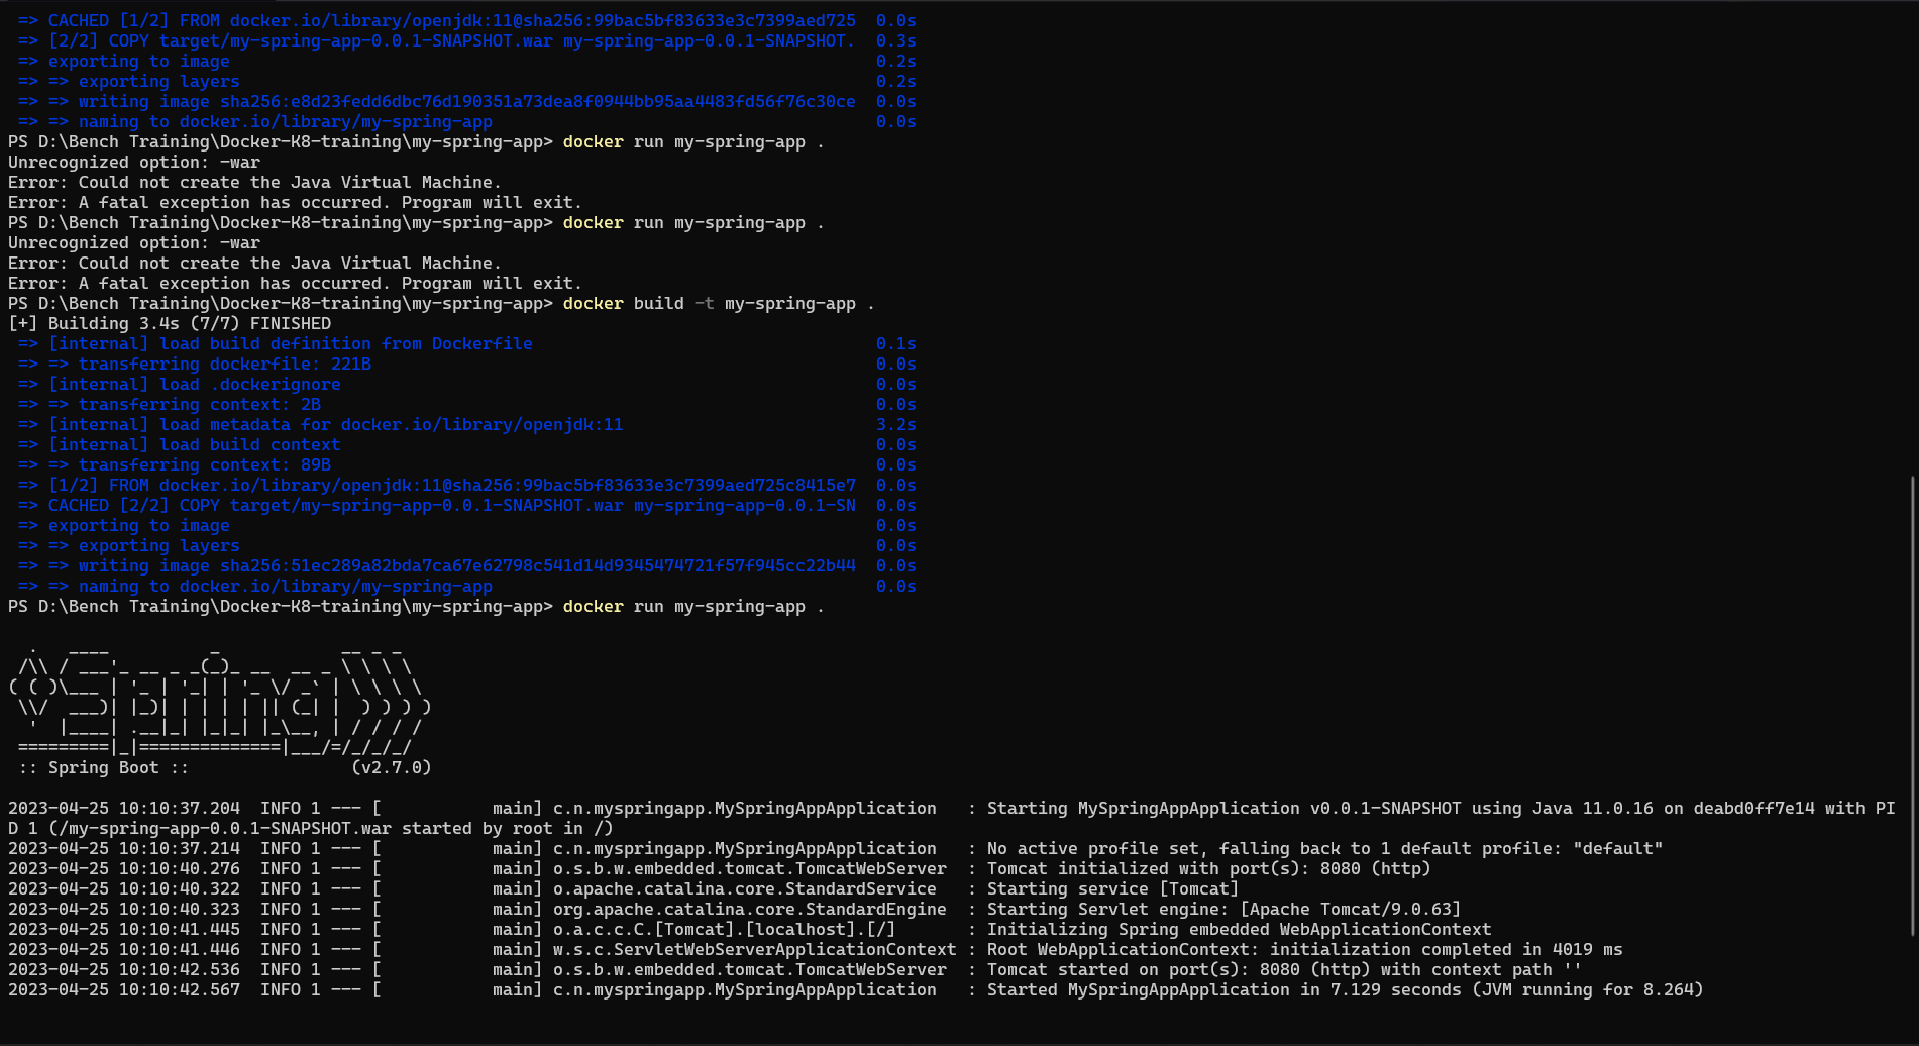 => CACHED [1/2] FROM docker.io/library/openjdk:11@sha256:99bac5bf83633e3c7399aed725  0.0s
=> [2/2] COPY target/my-spring-app-0.0.1-SNAPSHOT.war my-spring-app-0.0.1-SNAPSHOT.  0.3s
=> exporting to image  0.2s
=> => exporting layers  0.2s
=> => writing image sha256:e8d23fedd6dbc76d190351a73dea8f0944bb95aa4483fd56f76c30ce  0.0s
=> => naming to docker.io/library/my-spring-app  0.0s
PS D:\Bench Training\Docker-K8-training\my-spring-app> docker run my-spring-app .
Unrecognized option: -war
Error: Could not create the Java Virtual Machine.
Error: A fatal exception has occurred. Program will exit.
PS D:\Bench Training\Docker-K8-training\my-spring-app> docker run my-spring-app .
Unrecognized option: -war
Error: Could not create the Java Virtual Machine.
Error: A fatal exception has occurred. Program will exit.
PS D:\Bench Training\Docker-K8-training\my-spring-app> docker build -t my-spring-app .
[+] Building 3.4s (7/7) FINISHED
=> [internal] load build definition from Dockerfile  0.1s
=> => transferring dockerfile: 221B  0.0s
=> [internal] load .dockerignore  0.0s
=> => transferring context: 2B  0.0s
=> [internal] load metadata for docker.io/library/openjdk:11  3.2s
=> [internal] load build context  0.0s
=> => transferring context: 89B  0.0s
=> [1/2] FROM docker.io/library/openjdk:11@sha256:99bac5bf83633e3c7399aed725c8415e7  0.0s
=> CACHED [2/2] COPY target/my-spring-app-0.0.1-SNAPSHOT.war my-spring-app-0.0.1-SN  0.0s
=> exporting to image  0.0s
=> => exporting layers  0.0s
=> => writing image sha256:51ec289a82bda7ca67e62798c541d14d9345474721f57f945cc22b44  0.0s
=> => naming to docker.io/library/my-spring-app  0.0s
PS D:\Bench Training\Docker-K8-training\my-spring-app> docker run my-spring-app .
  .   ____          _            __ _ _
 /\\ / ___'_ __ _ _(_)_ __  __ _ \ \ \ \
( ( )\___ | '_ | '_| | '_ \/ _` | \ \ \ \
 \\/  ___)| |_)| | | | | || (_| |  ) ) ) )
  '  |____| .__|_| |_|_| |_\__, | / / / /
 =========|_|==============|___/=/_/_/_/
 :: Spring Boot ::                (v2.7.0)
2023-04-25 10:10:37.204  INFO 1 --- [           main] c.n.myspringapp.MySpringAppApplication   : Starting MySpringAppApplication v0.0.1-SNAPSHOT using Java 11.0.16 on deabd0ff7e14 with PI
D 1 (/my-spring-app-0.0.1-SNAPSHOT.war started by root in /)
2023-04-25 10:10:37.214  INFO 1 --- [           main] c.n.myspringapp.MySpringAppApplication   : No active profile set, falling back to 1 default profile: "default"
2023-04-25 10:10:40.276  INFO 1 --- [           main] o.s.b.w.embedded.tomcat.TomcatWebServer  : Tomcat initialized with port(s): 8080 (http)
2023-04-25 10:10:40.322  INFO 1 --- [           main] o.apache.catalina.core.StandardService   : Starting service [Tomcat]
2023-04-25 10:10:40.323  INFO 1 --- [           main] org.apache.catalina.core.StandardEngine  : Starting Servlet engine: [Apache Tomcat/9.0.63]
2023-04-25 10:10:41.445  INFO 1 --- [           main] o.a.c.c.C.[Tomcat].[localhost].[/]       : Initializing Spring embedded WebApplicationContext
2023-04-25 10:10:41.446  INFO 1 --- [           main] w.s.c.ServletWebServerApplicationContext : Root WebApplicationContext: initialization completed in 4019 ms
2023-04-25 10:10:42.536  INFO 1 --- [           main] o.s.b.w.embedded.tomcat.TomcatWebServer  : Tomcat started on port(s): 8080 (http) with context path ''
2023-04-25 10:10:42.567  INFO 1 --- [           main] c.n.myspringapp.MySpringAppApplication   : Started MySpringAppApplication in 7.129 seconds (JVM running for 8.264)